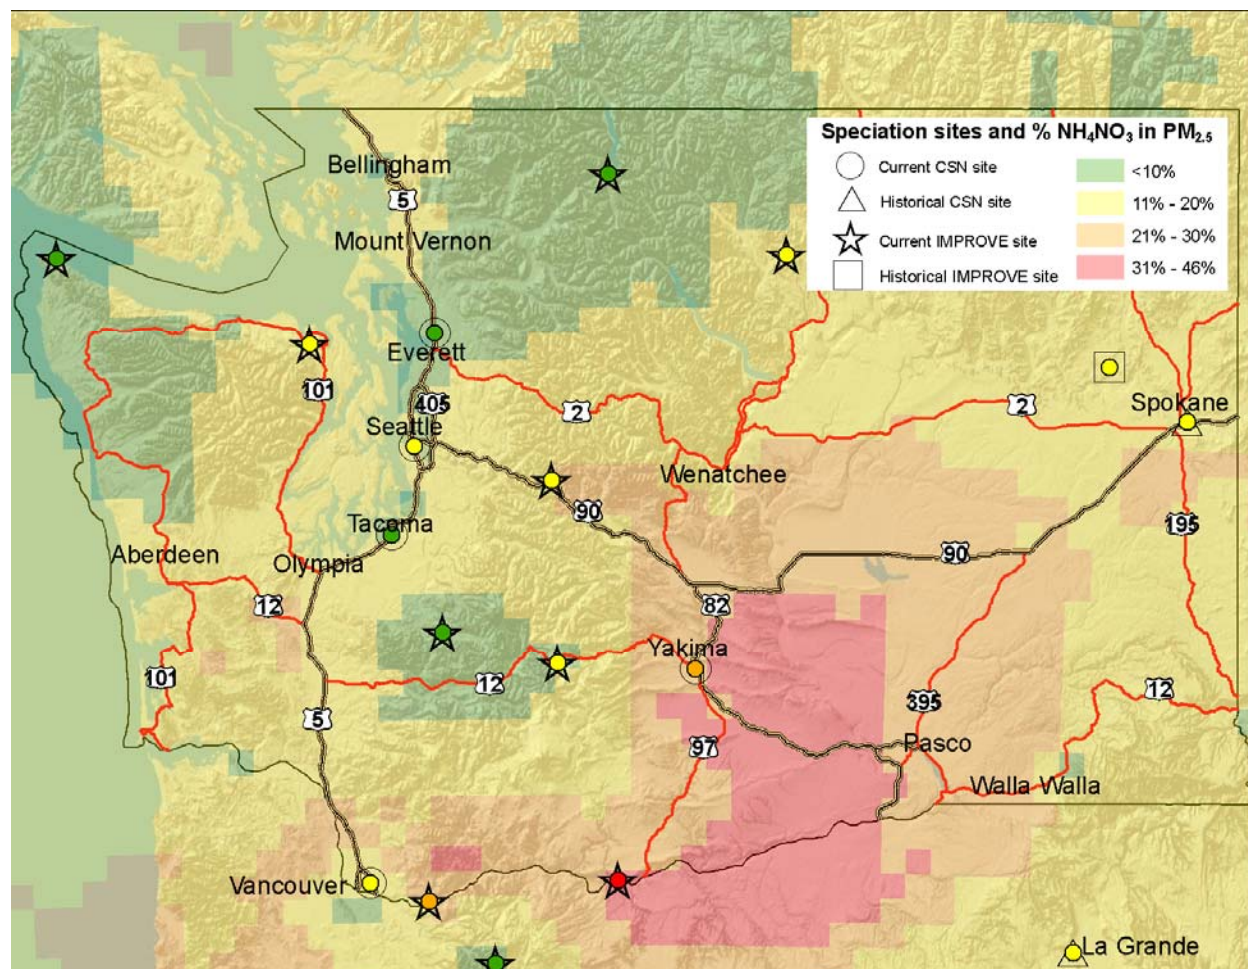 Speciation sites and % NH₄NO₃ in PM₂.₅
Current CSN site
Historical CSN site
Current IMPROVE site
Historical IMPROVE site
<10%
11% - 20%
21% - 30%
31% - 46%
Bellingham
5
Mount Vernon
Everett
101
405
2
2
Spokane
Seattle
Wenatchee
90
Tacoma
195
Aberdeen
Olympia
90
12
82
Yakima
101
12
12
5
395
97
Pasco
Walla Walla
Vancouver
La Grande